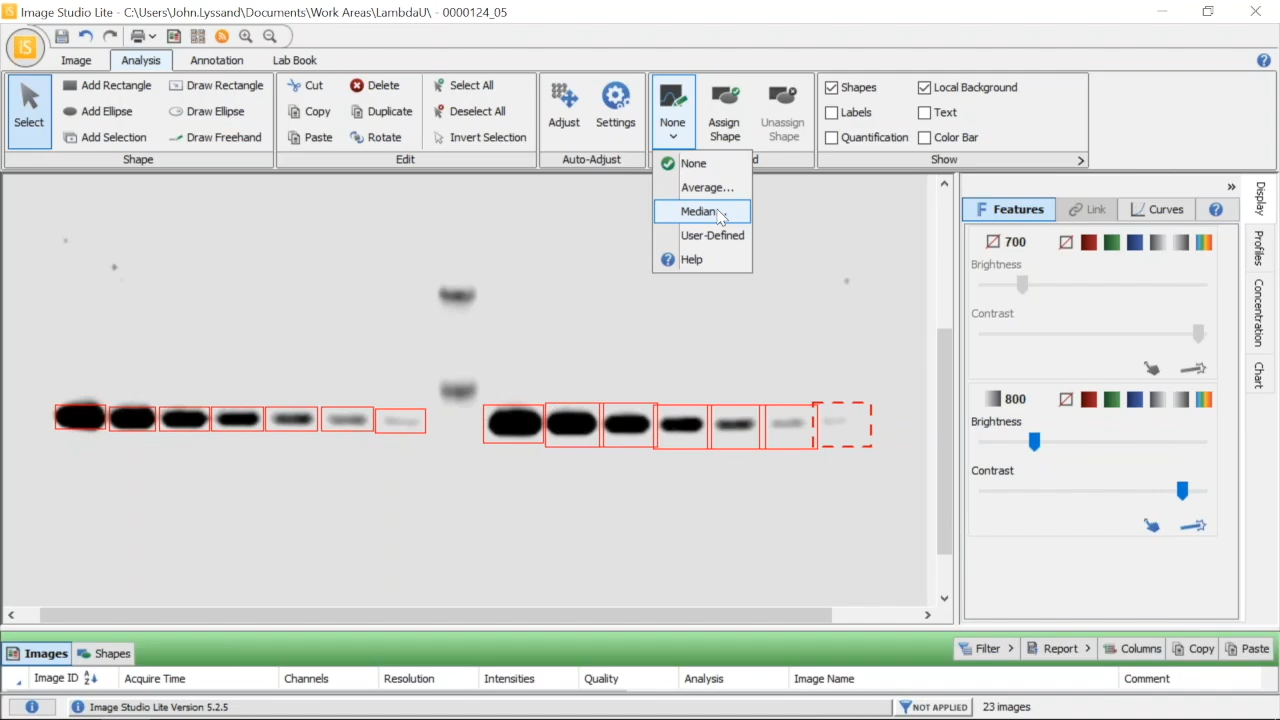 Image Studio Lite - C:\Users\John.Lyssand\Documents\Work Areas\LambdaU\ - 0000124_05
iS
Image Analysis Annotation Lab Book
Select
Add Rectangle Draw Rectangle
Add Ellipse Draw Ellipse
Add Selection Draw Freehand
Shape
Cut Delete Select All
Copy Duplicate Deselect All
Paste Rotate Invert Selection
Edit
Adjust Settings
Auto-Adjust
None Assign Shape Unassign Shape
d
Shapes Local Background
Labels Text
Quantification Color Bar
Show
None
Average...
Median
User-Defined
Help
Features Link Curves
700
Brightness
Contrast
800
Brightness
Contrast
Display
Profiles
Concentration
Chart
Images Shapes Filter Report Columns Copy Paste
Image ID Acquire Time Channels Resolution Intensities Quality Analysis Image Name Comment
Image Studio Lite Version 5.2.5 NOT APPLIED 23 images